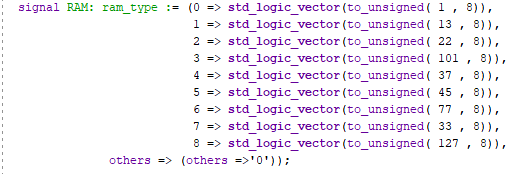 signal RAM: ram_type := (0 => std_logic_vector(to_unsigned( 1 , 8)),
1 => std_logic_vector(to_unsigned( 13 , 8)),
2 => std_logic_vector(to_unsigned( 22 , 8)),
3 => std_logic_vector(to_unsigned( 101 , 8)),
4 => std_logic_vector(to_unsigned( 37 , 8)),
5 => std_logic_vector(to_unsigned( 45 , 8)),
6 => std_logic_vector(to_unsigned( 77 , 8)),
7 => std_logic_vector(to_unsigned( 33 , 8)),
8 => std_logic_vector(to_unsigned( 127 , 8)),
others => (others =>'0'));